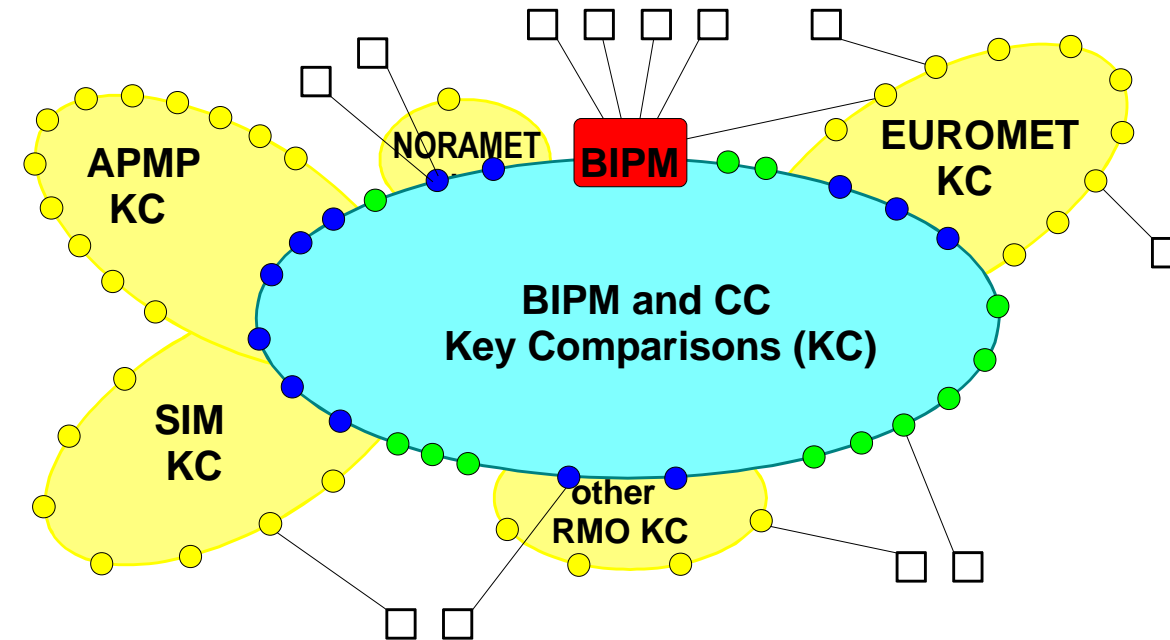 NORAMET
BIPM
EUROMET
KC
APMP
KC
BIPM and CC
Key Comparisons (KC)
SIM
KC
other
RMO KC